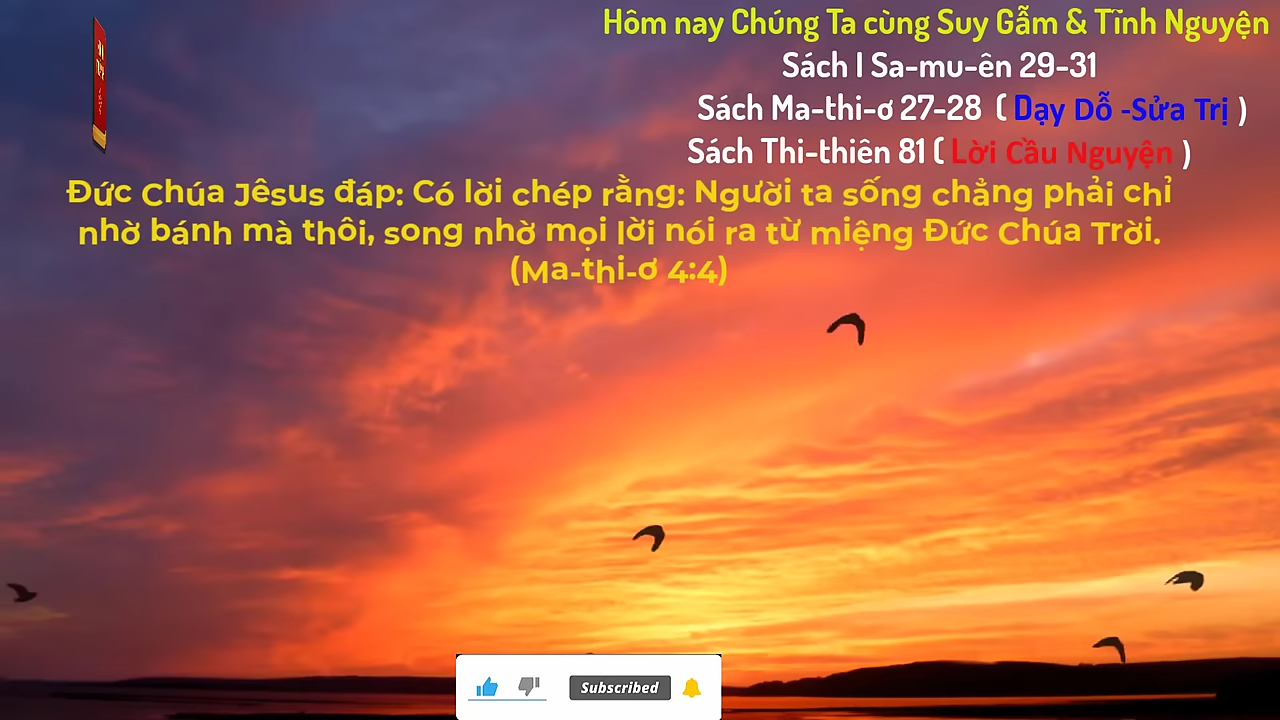 Hôm nay Chúng Ta cùng Suy Gẫm & Tĩnh Nguyện
Sách I Sa-mu-ên 29-31
Sách Ma-thi-ơ 27-28 ( Dạy Dỗ -Sửa Trị )
Sách Thi-thiên 81 ( Lời Cầu Nguyện )
Đức Chúa Jêsus đáp: Có lời chép rằng: Người ta sống chẳng phải chỉ
nhờ bánh mà thôi, song nhờ mọi lời nói ra từ miệng Đức Chúa Trời.
(Ma-thi-ơ 4:4)
Subscribed